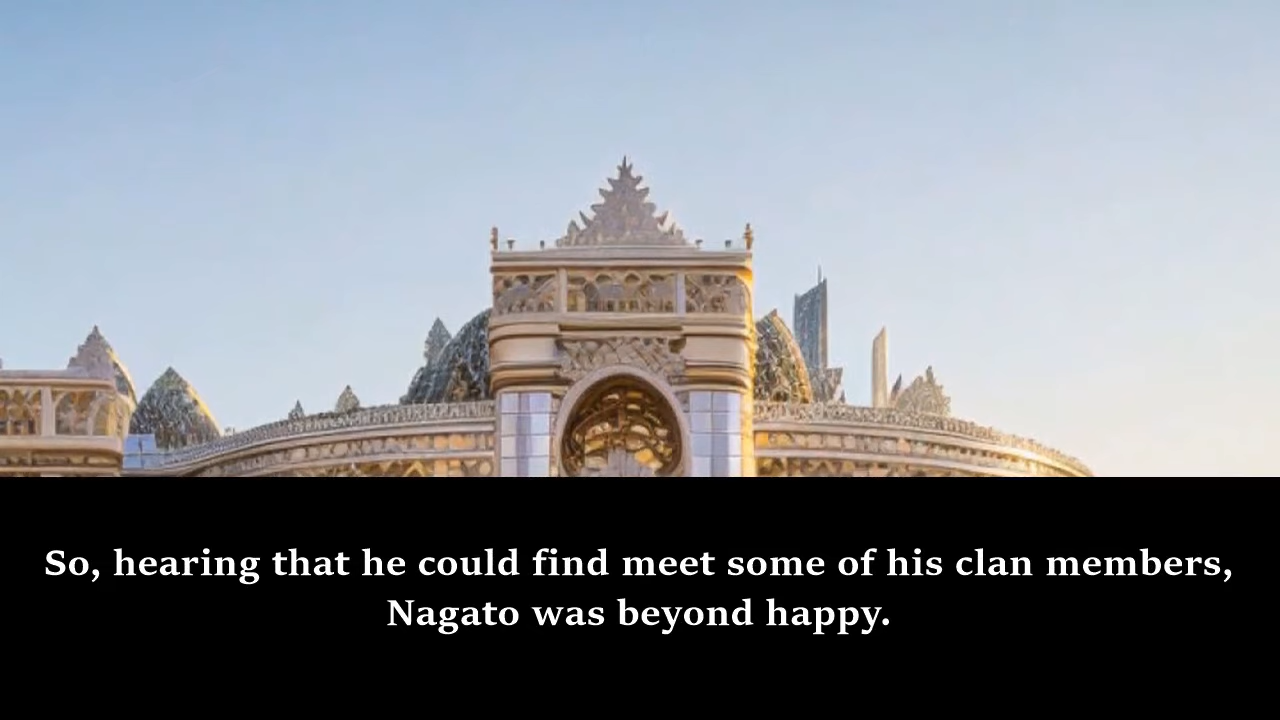 So, hearing that he could find meet some of his clan members,
Nagato was beyond happy.